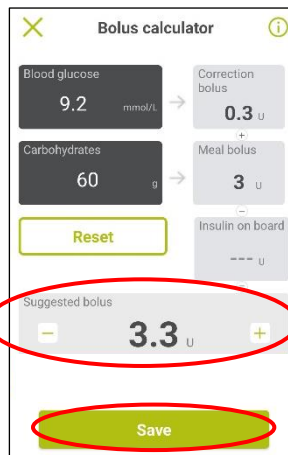 Bolus calculator
Blood glucose
9.2 mmol/L
Correction
bolus
0.3 U
Carbohydrates
60 g
Meal bolus
3 U
Reset
Insulin on board
--- U
Suggested bolus
3.3 U
Save